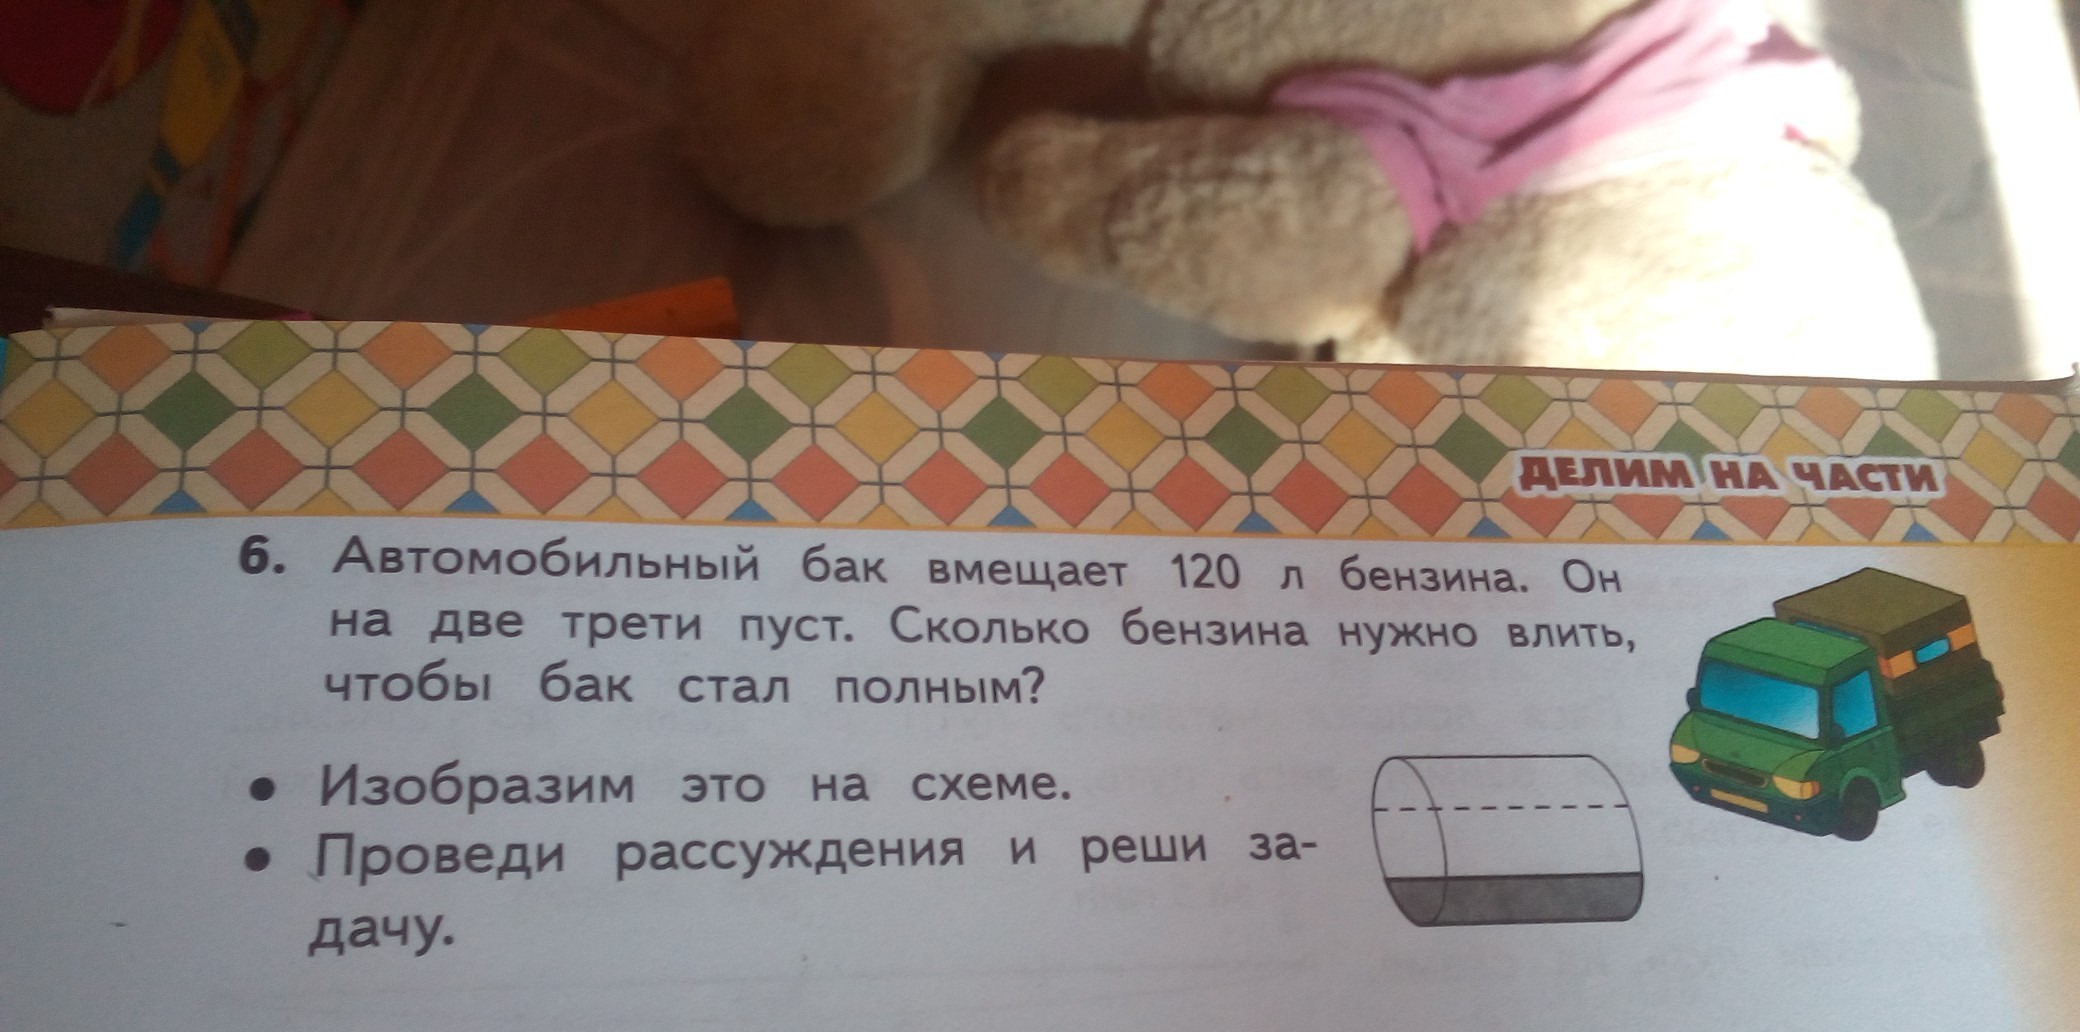 ДЕЛИМ НА ЧАСТИ
6. Автомобильный бак вмещает 120 л бензина. Он
на две трети пуст. Сколько бензина нужно влить,
чтобы бак стал полным?
• Изобразим это на схеме.
• Проведи рассуждения и реши за-
дачу.